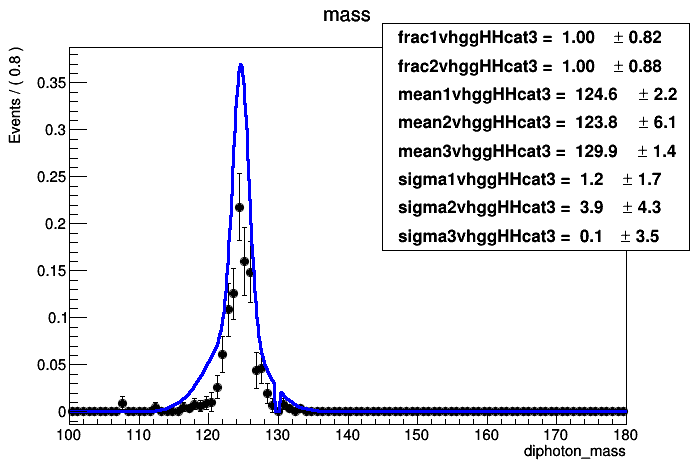 mass
frac1vhggHHcat3 = 1.00 ± 0.82
frac2vhggHHcat3 = 1.00 ± 0.88
mean1vhggHHcat3 = 124.6 ± 2.2
mean2vhggHHcat3 = 123.8 ± 6.1
mean3vhggHHcat3 = 129.9 ± 1.4
sigma1vhggHHcat3 = 1.2 ± 1.7
sigma2vhggHHcat3 = 3.9 ± 4.3
sigma3vhggHHcat3 = 0.1 ± 3.5
Events / ( 0.8 )
0.35
0.3
0.25
0.2
0.15
0.1
0.05
0
100 110 120 130 140 150 160 170 180
diphoton_mass